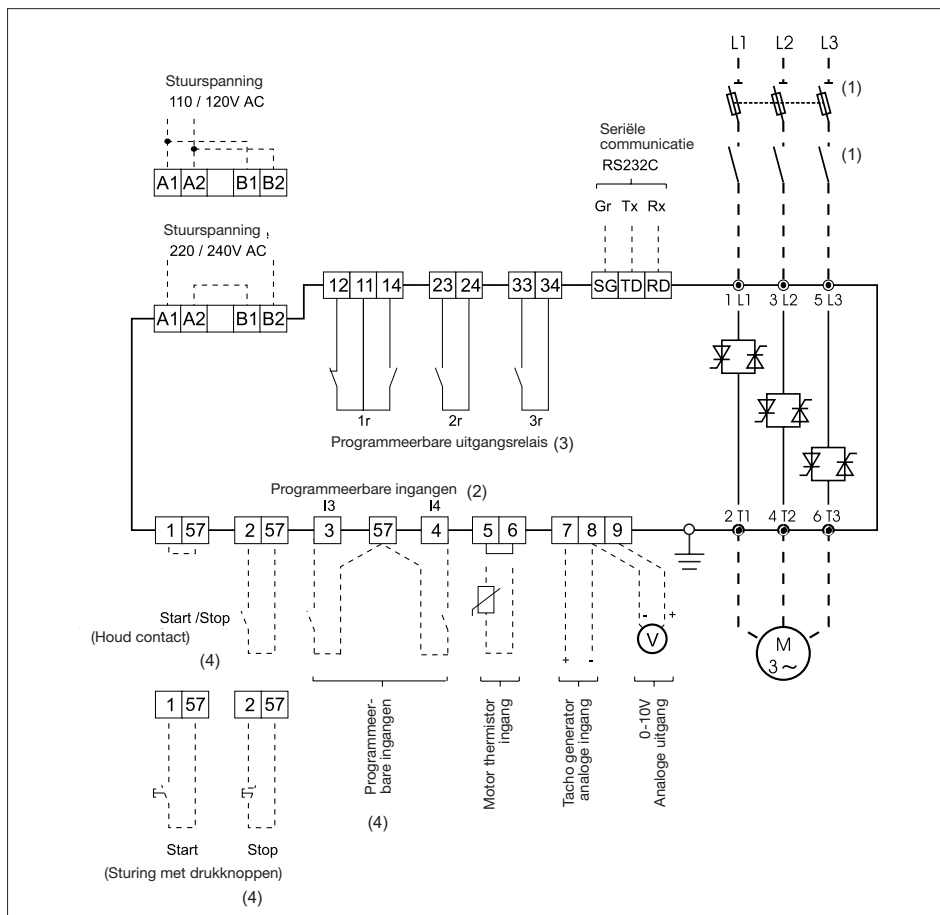 L1 L2 L3
(1)
(1)
Stuurspanning
110 / 120V AC
A1 A2 B1 B2
Stuurspanning
220 / 240V AC
A1 A2 B1 B2
Seriële
communicatie
RS232C
Gr Tx Rx
12 11 14 23 24 33 34 SG TD RD
1 L1 3 L2 5 L3
1r 2r 3r
Programmeerbare uitgangsrelais (3)
Programmeerbare ingangen (2)
I3 I4
1 57 2 57 3 57 4 5 6 7 8 9
2 T1 4 T2 6 T3
Start /Stop
(Houd contact)
(4)
+ -
- +
V
M
3 ~
1 57 2 57
Programmeer-
bare ingangen
(4)
Motor thermistor
ingang
Tacho generator
analoge ingang
0-10V
Analoge uitgang
Start Stop
(Sturing met drukknoppen)
(4)